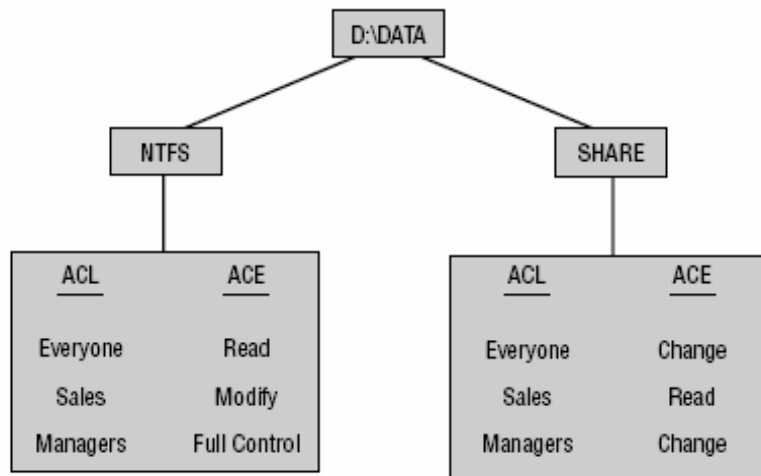 D:\DATA
NTFS
SHARE
ACL ACE
Everyone Read
Sales Modify
Managers Full Control
ACL ACE
Everyone Change
Sales Read
Managers Change